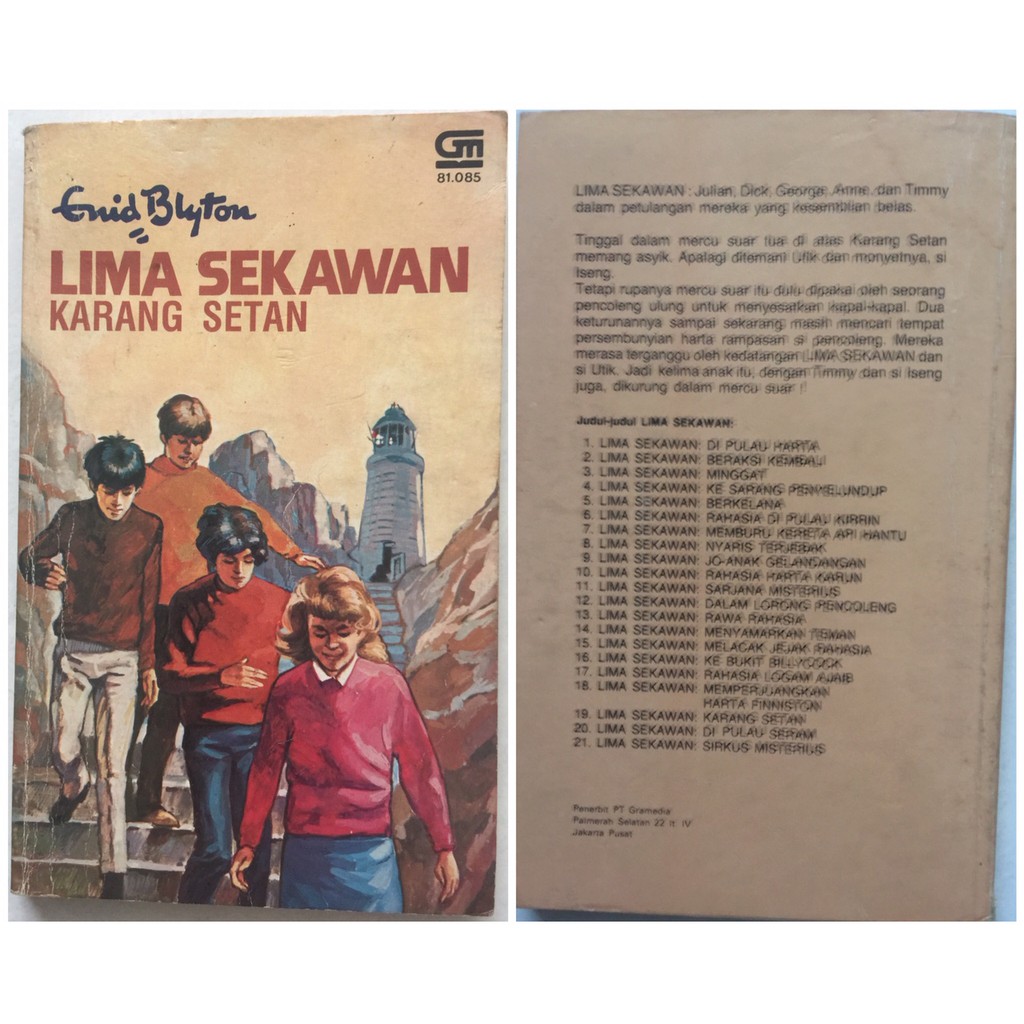 Gm
81.085
Enid Blyton
LIMA SEKAWAN
KARANG SETAN
LIMA SEKAWAN : Julian, Dick, George, Anne, dan Timmy
dalam petulangan mereka yang kesembilan belas.
Tinggal dalam mercu suar tua di atas Karang Setan
memang asyik. Apalagi ditemani Utik dan monyetnya, si
Iseng.
Tetapi rupanya mercu suar itu dulu dipakai oleh seorang
pencoleng ulung untuk menyesatkan kapal-kapal. Dua
keturunannya sampai sekarang masih mencari tempat
persembunyian harta rampasan si pencoleng. Mereka
merasa terganggu oleh kedatangan LIMA SEKAWAN dan
si Utik. Jadi kelima anak itu, dengan Timmy dan si Iseng
juga, dikurung dalam mercu suar !
Judul-judul LIMA SEKAWAN:
1. LIMA SEKAWAN: DI PULAU HARTA
2. LIMA SEKAWAN: BERAKSI KEMBALI
3. LIMA SEKAWAN: MINGGAT
4. LIMA SEKAWAN: KE SARANG PENYELUNDUP
5. LIMA SEKAWAN: BERKELANA
6. LIMA SEKAWAN: RAHASIA DI PULAU KIRRIN
7. LIMA SEKAWAN: MEMBURU KERETA API HANTU
8. LIMA SEKAWAN: NYARIS TERJEBAK
9. LIMA SEKAWAN: JO-ANAK GELANDANGAN
10. LIMA SEKAWAN: RAHASIA HARTA KARUN
11. LIMA SEKAWAN: SARJANA MISTERIUS
12. LIMA SEKAWAN: DALAM LORONG PENCOLENG
13. LIMA SEKAWAN: RAWA RAHASIA
14. LIMA SEKAWAN: MENYAMARKAN TEMAN
15. LIMA SEKAWAN: MELACAK JEJAK RAHASIA
16. LIMA SEKAWAN: KE BUKIT BILLYCOCK
17. LIMA SEKAWAN: RAHASIA LOGAM AJAIB
18. LIMA SEKAWAN: MEMPERJUANGKAN
HARTA FINNISTON
19. LIMA SEKAWAN: KARANG SETAN
20. LIMA SEKAWAN: DI PULAU SERAM
21. LIMA SEKAWAN: SIRKUS MISTERIUS
Penerbit PT Gramedia
Palmerah Selatan 22 lt. IV
Jakarta Pusat